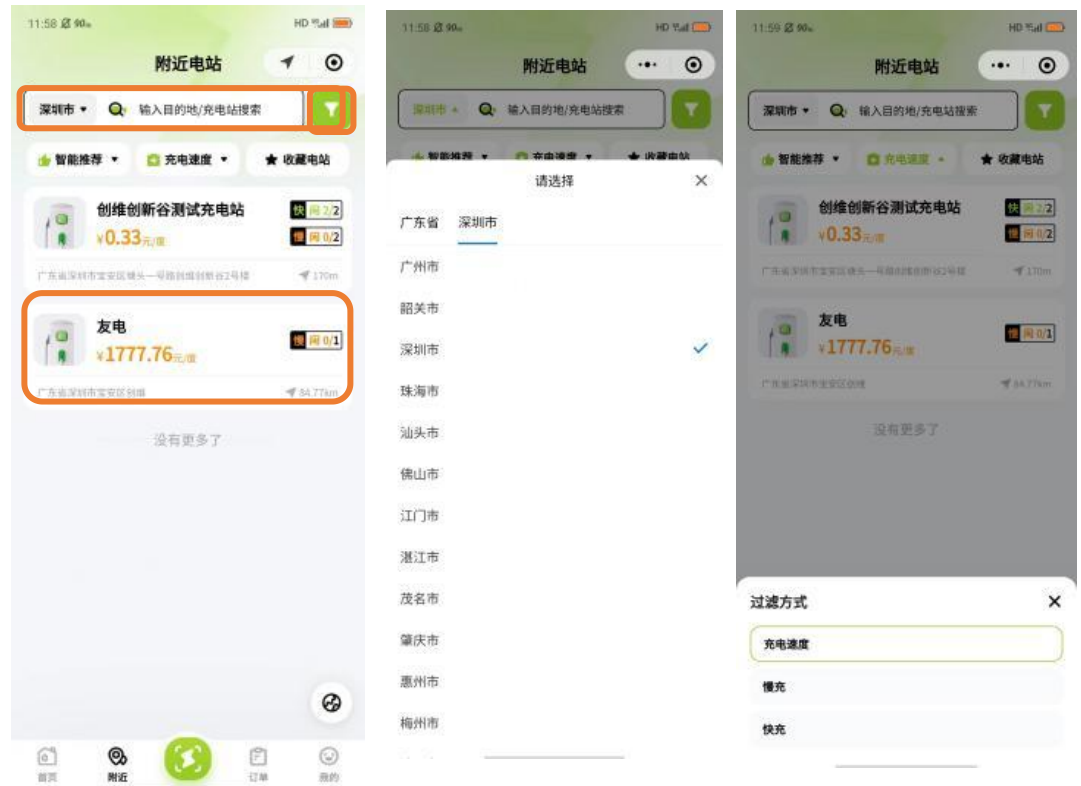 11:58
HD
附近电站
深圳市
输入目的地/充电站搜索
智能推荐
充电速度
收藏电站
创维创新谷测试充电站
¥0.33元/度
快 闲 2/2
慢 闲 0/2
170m
友电
¥1777.76元/度
慢 闲 0/1
广东省深圳市宝安区创维
84.77km
没有更多了
首页
附近
订单
我的
11:58
HD
附近电站
深圳市
输入目的地/充电站搜索
智能推荐
充电速度
收藏电站
请选择
广东省
深圳市
广州市
韶关市
深圳市
珠海市
汕头市
佛山市
江门市
湛江市
茂名市
肇庆市
惠州市
梅州市
11:59
HD
附近电站
深圳市
输入目的地/充电站搜索
智能推荐
充电速度
收藏电站
创维创新谷测试充电站
¥0.33元/度
快 闲 2/2
慢 闲 0/2
170m
友电
¥1777.76元/度
慢 闲 0/1
广东省深圳市宝安区创维
84.77km
没有更多了
过滤方式
充电速度
慢充
快充